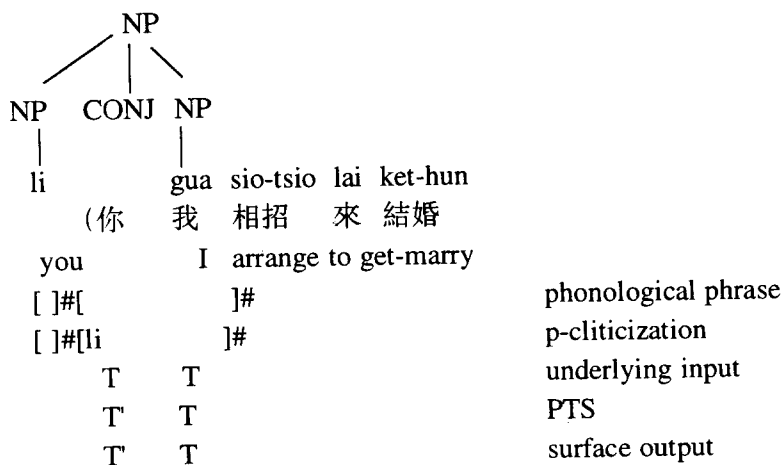 NP
NP CONJ NP
li gua sio-tsio lai ket-hun
(你 我 相招 來 結婚
you I arrange to get-marry
[ ]#[ ]# phonological phrase
[ ]#[li ]# p-cliticization
T T underlying input
T' T PTS
T' T surface output